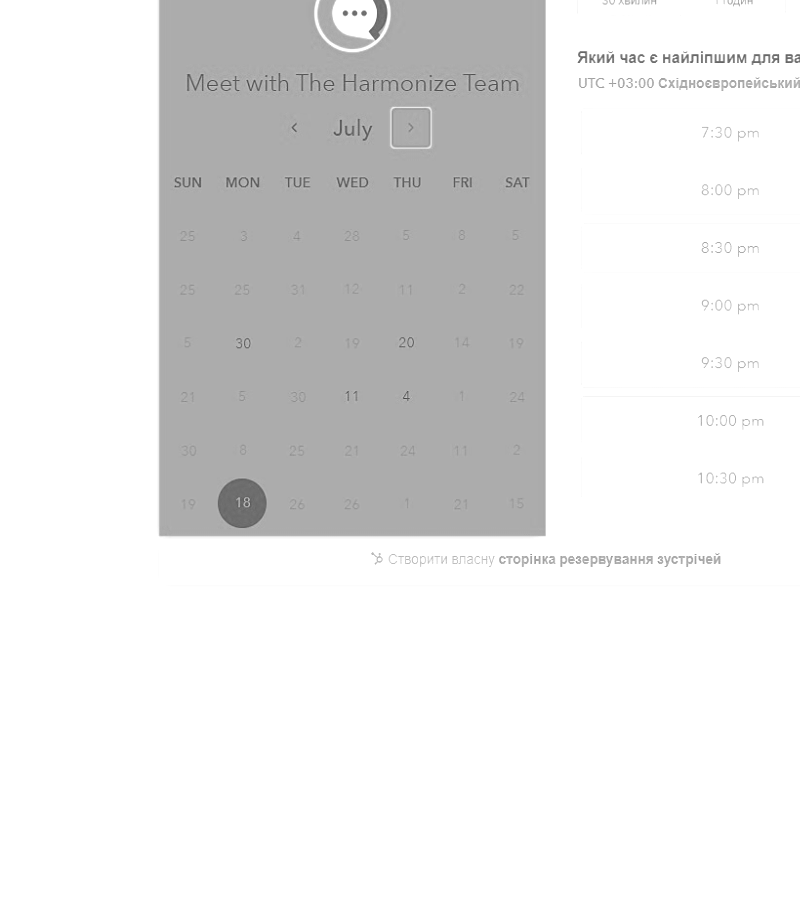 30 хвилин 1 годин
Meet with The Harmonize Team
July
SUN MON TUE WED THU FRI SAT
25 3 4 28 5 8 5
25 25 31 12 11 2 22
5 30 2 19 20 14 19
21 5 30 11 4 1 24
30 8 25 21 24 11 2
19 18 26 26 1 21 15
Який час є найліпшим для ва
UTC +03:00 Східноєвропейський
7:30 pm
8:00 pm
8:30 pm
9:00 pm
9:30 pm
10:00 pm
10:30 pm
Створити власну сторінка резервування зустрічей